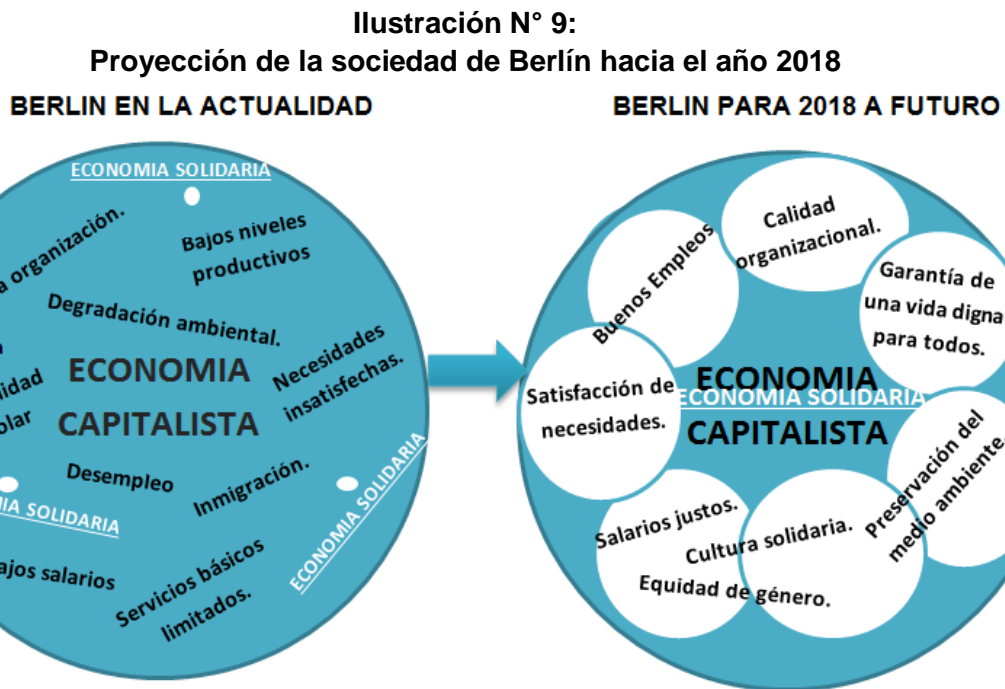 Ilustración N° 9:
Proyección de la sociedad de Berlín hacia el año 2018
BERLIN EN LA ACTUALIDAD
ECONOMIA SOLIDARIA
organización.
Bajos niveles
productivos
Degradación ambiental.
Necesidades
insatisfechas.
ECONOMIA
CAPITALISTA
Desempleo
Inmigración.
SOLIDARIA
ECONOMIA SOLIDARIA
salarios
Servicios básicos
limitados.
BERLIN PARA 2018 A FUTURO
Calidad
organizacional.
Buenos Empleos
Garantía de
una vida digna
para todos.
Satisfacción de
necesidades.
ECONOMIA
ECONOMIA SOLIDARIA
CAPITALISTA
Preservación del
medio ambiente
Salarios justos.
Cultura solidaria.
Equidad de género.